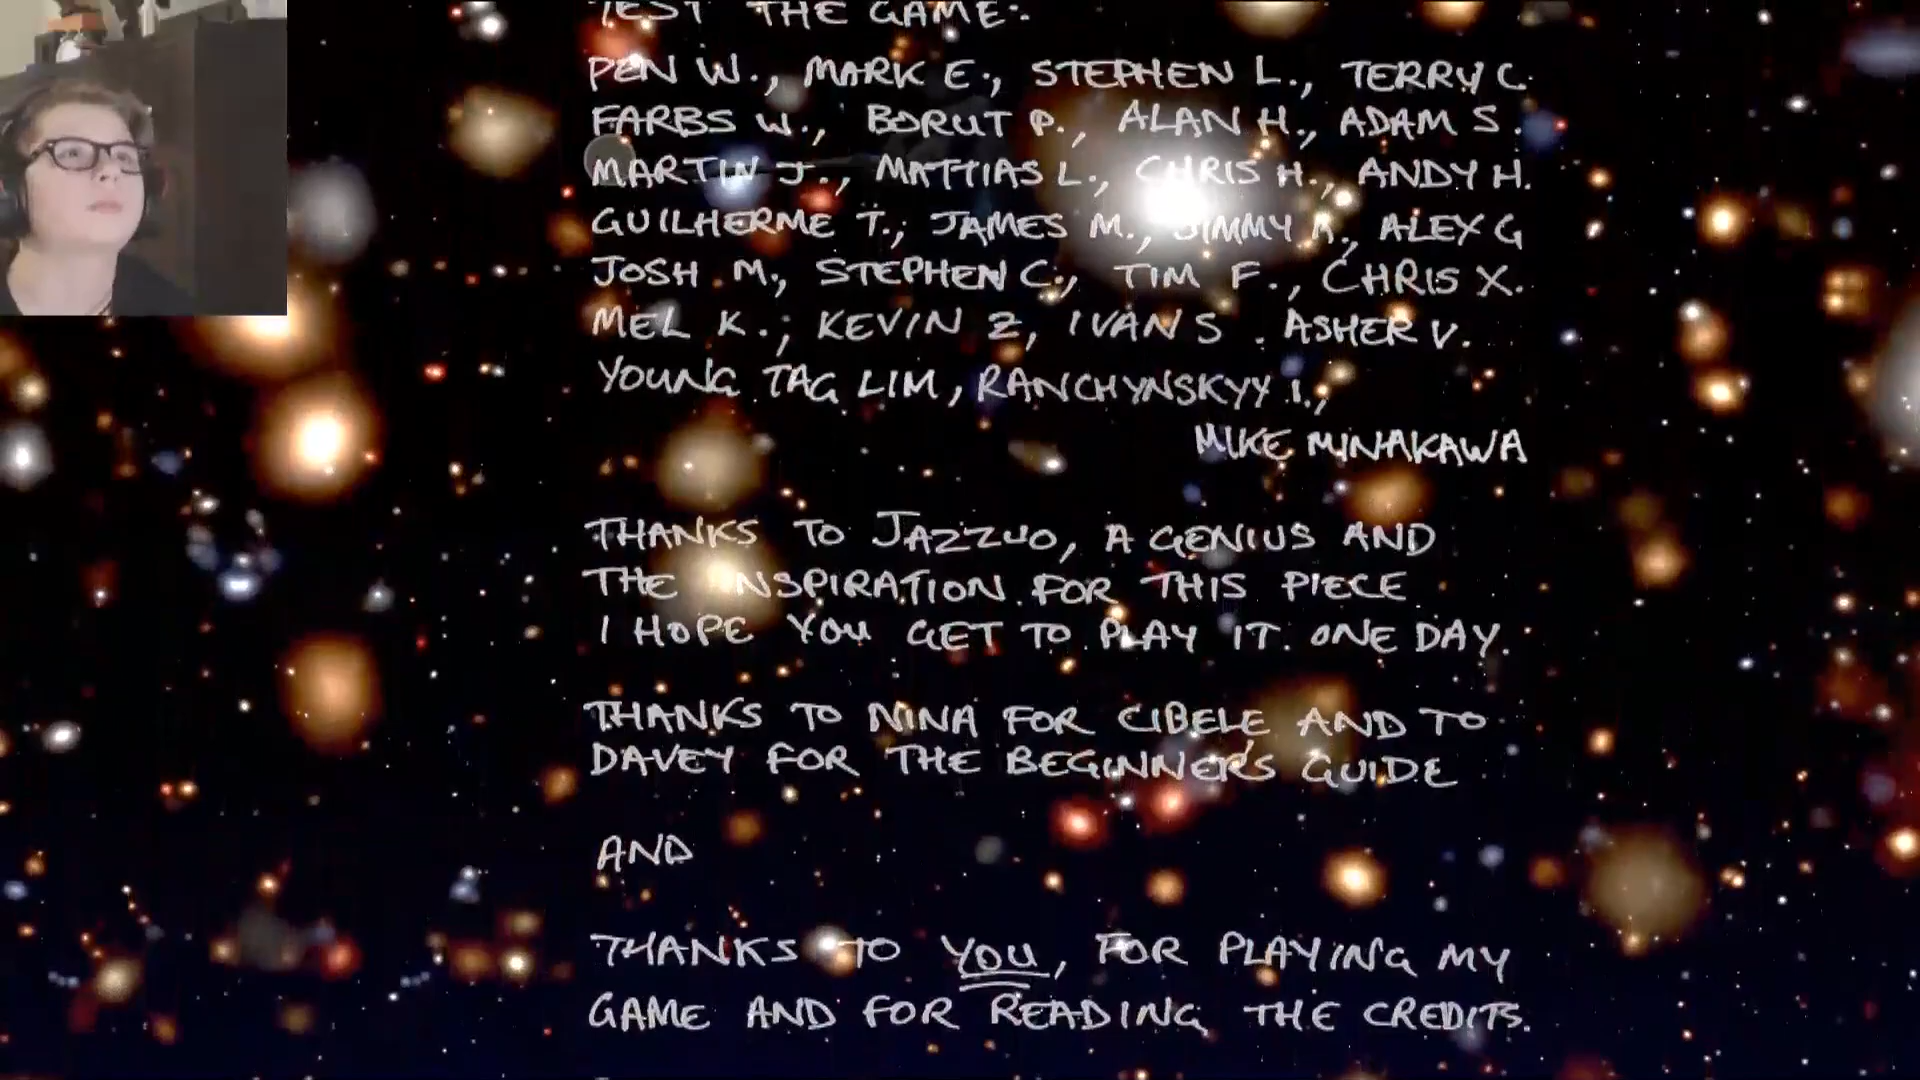 TEST THE GAME:
PEN W., MARK E., STEPHEN L., TERRY C.
FARBS W., BORUT P., ALAN H., ADAM S.
MARTIN J., MATTIAS L., CHRIS H., ANDY H.
GUILHERME T., JAMES M., JIMMY A., ALEX G
JOSH M., STEPHEN C., TIM F., CHRIS X.
MEL K., KEVIN Z, IVAN S. ASHER V.
YOUNG TAG LIM, RANCHYNSKYY I.,
MIKE MINAKAWA
THANKS TO JAZZUO, A GENIUS AND
THE INSPIRATION FOR THIS PIECE
I HOPE YOU GET TO PLAY IT. ONE DAY.
THANKS TO NINA FOR CIBELE AND TO
DAVEY FOR THE BEGINNER'S GUIDE
AND
THANKS TO YOU, FOR PLAYING MY
GAME AND FOR READING THE CREDITS.